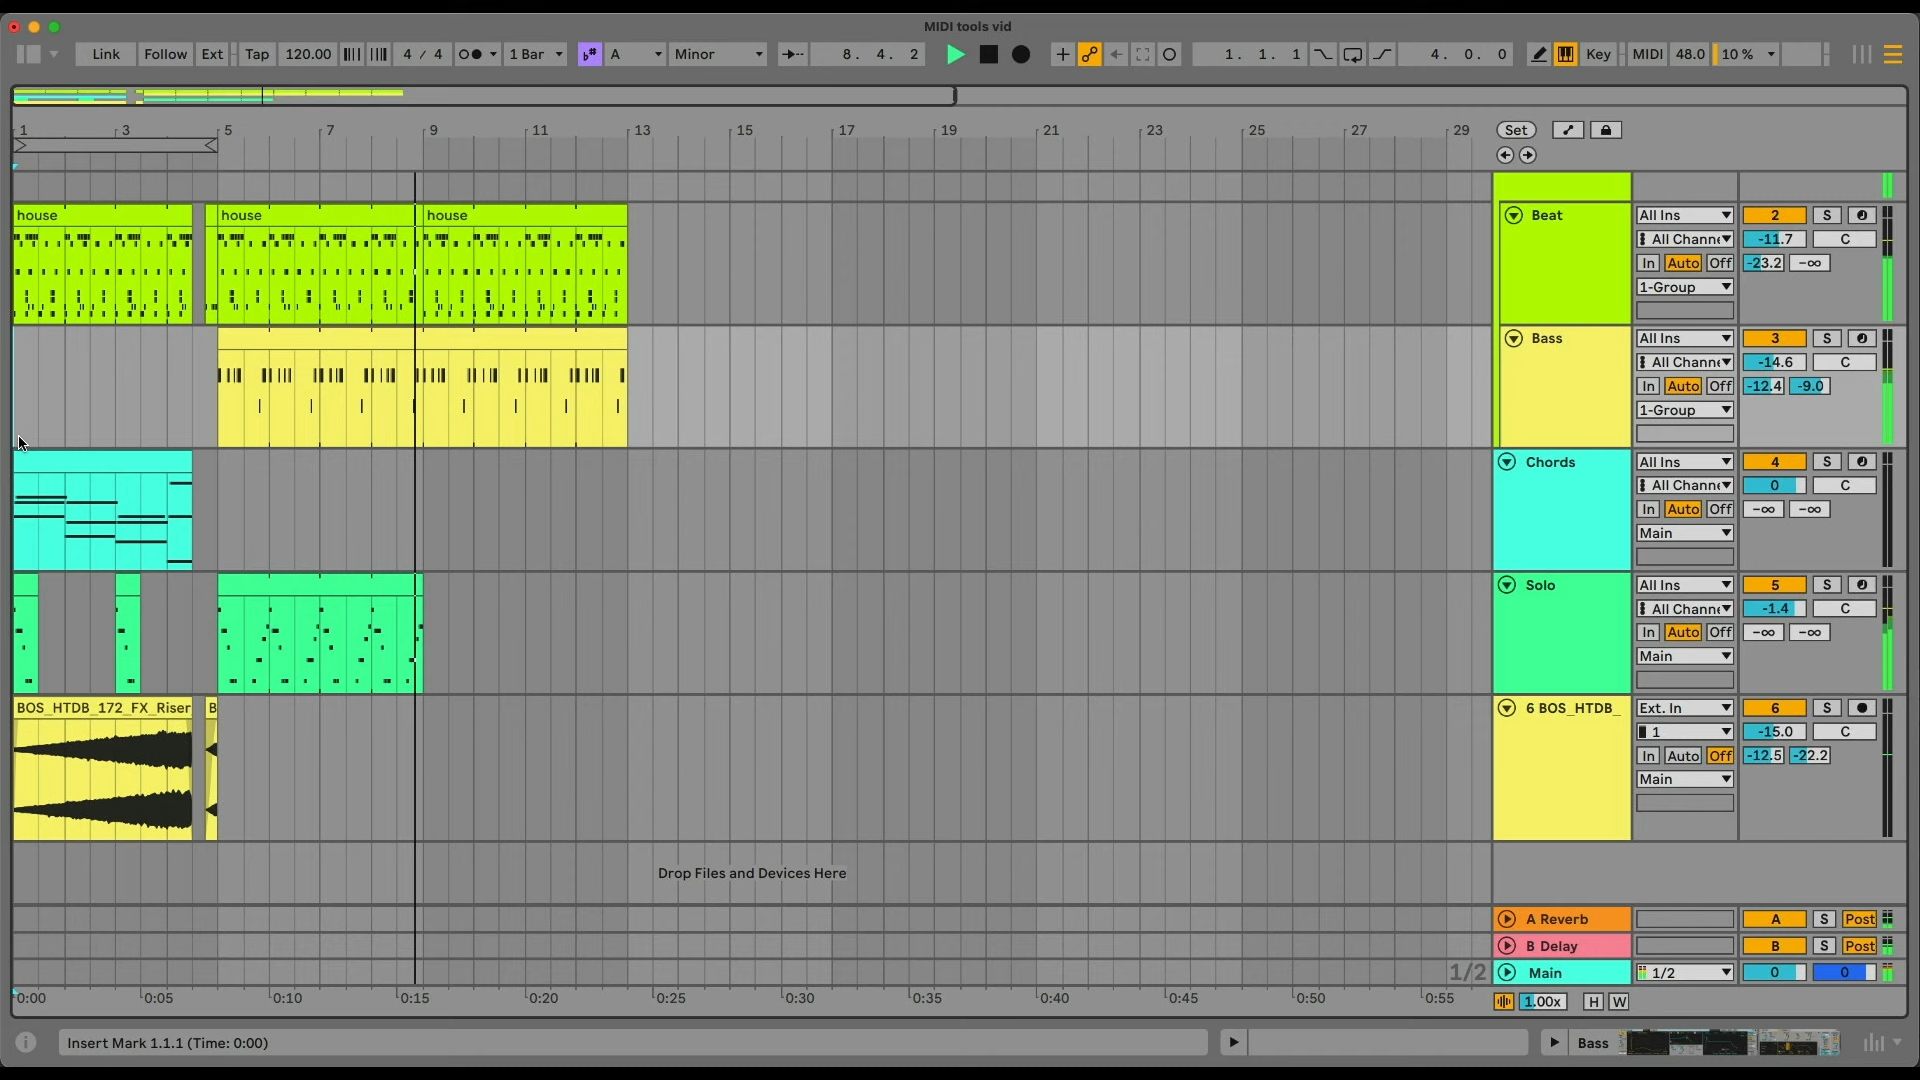 MIDI tools vid
Link Follow Ext Tap 120.00 4 / 4 1 Bar A Minor 8. 4. 2 1. 1. 1 4. 0. 0 Key MIDI 48.0 10 %
1 3 5 7 9 11 13 15 17 19 21 23 25 27 29 Set
house house house Beat All Ins 2 S
All Channe -11.7 C
In Auto Off -23.2 -∞
1-Group
Bass All Ins 3 S
All Channe -14.6 C
In Auto Off -12.4 -9.0
1-Group
Chords All Ins 4 S
All Channe 0 C
In Auto Off -∞ -∞
Main
Solo All Ins 5 S
All Channe -1.4 C
In Auto Off -∞ -∞
Main
BOS_HTDB_172_FX_Riser B 6 BOS_HTDB_ Ext. In 6 S
1 -15.0 C
In Auto Off -12.5 -22.2
Main
Drop Files and Devices Here
A Reverb A S Post
B Delay B S Post
1/2 Main 1/2 0 0
0:00 0:05 0:10 0:15 0:20 0:25 0:30 0:35 0:40 0:45 0:50 0:55 1.00x H W
Insert Mark 1.1.1 (Time: 0:00) Bass